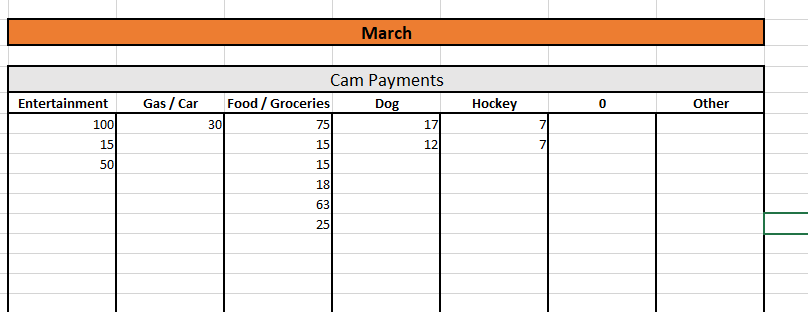 March
Cam Payments
Entertainment Gas / Car Food / Groceries Dog Hockey 0 Other
100 30 75 17 7
15 15 12 7
50 15
18
63
25